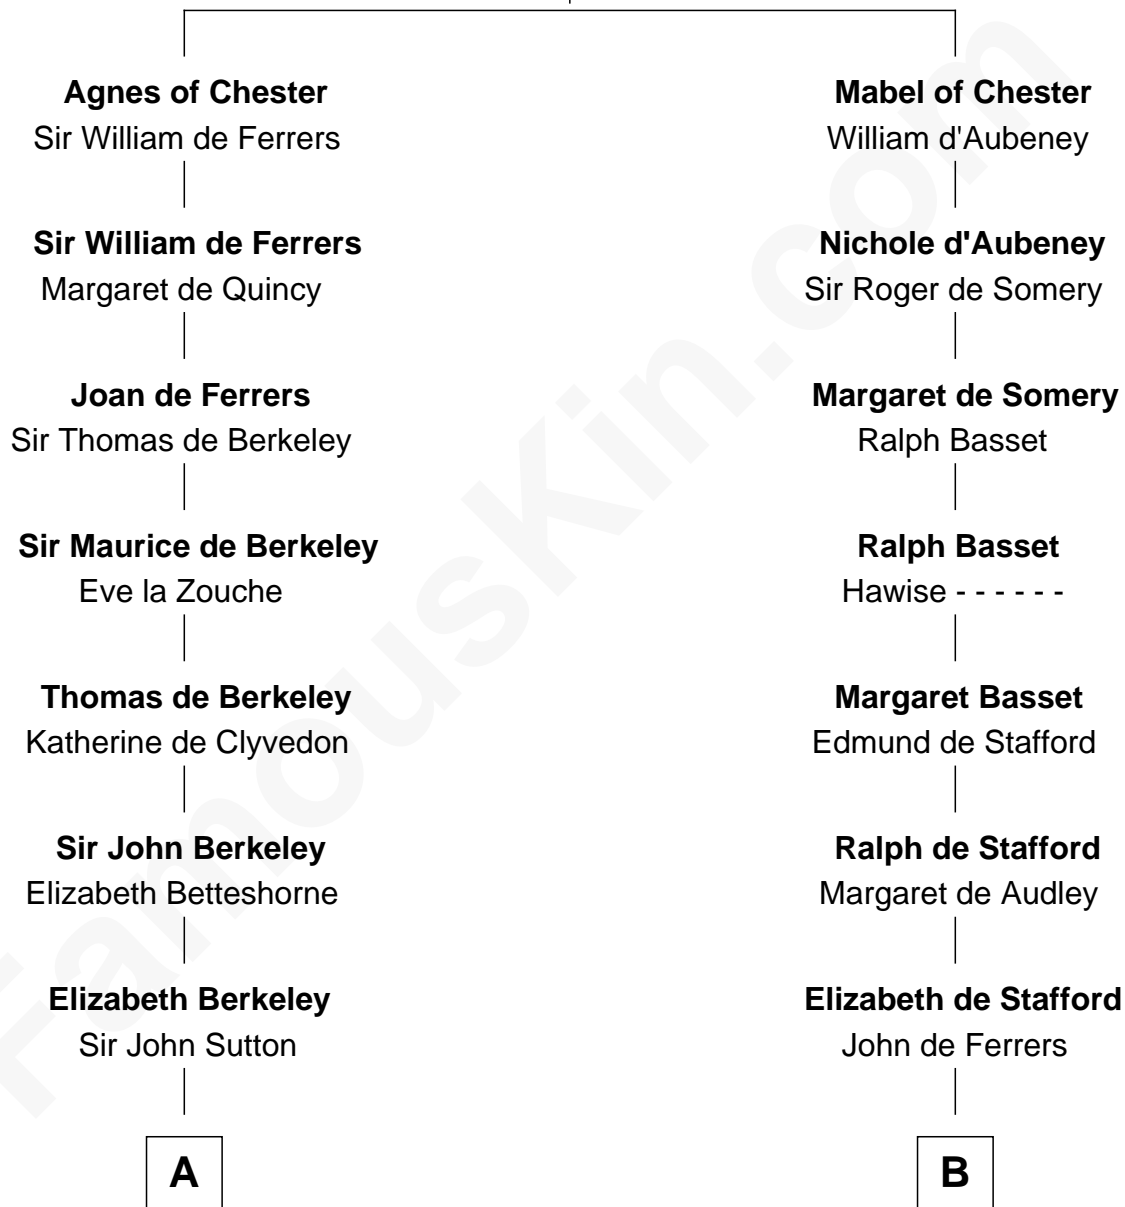 Agnes of Chester
Sir William de Ferrers
Sir William de Ferrers
Margaret de Quincy
Joan de Ferrers
Sir Thomas de Berkeley
Sir Maurice de Berkeley
Eve la Zouche
Thomas de Berkeley
Katherine de Clyvedon
Sir John Berkeley
Elizabeth Betteshorne
Elizabeth Berkeley
Sir John Sutton
A
Mabel of Chester
William d'Aubeney
Nichole d'Aubeney
Sir Roger de Somery
Margaret de Somery
Ralph Basset
Ralph Basset
Hawise - - - - - -
Margaret Basset
Edmund de Stafford
Ralph de Stafford
Margaret de Audley
Elizabeth de Stafford
John de Ferrers
B
FamousKin.com